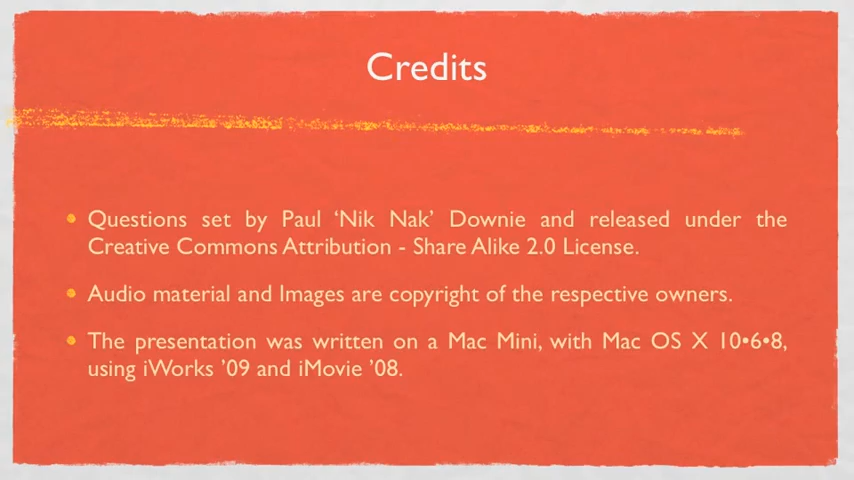 Credits
• Questions set by Paul ‘Nik Nak’ Downie and released under the
Creative Commons Attribution - Share Alike 2.0 License.
• Audio material and Images are copyright of the respective owners.
• The presentation was written on a Mac Mini, with Mac OS X 10•6•8,
using iWorks ’09 and iMovie ’08.